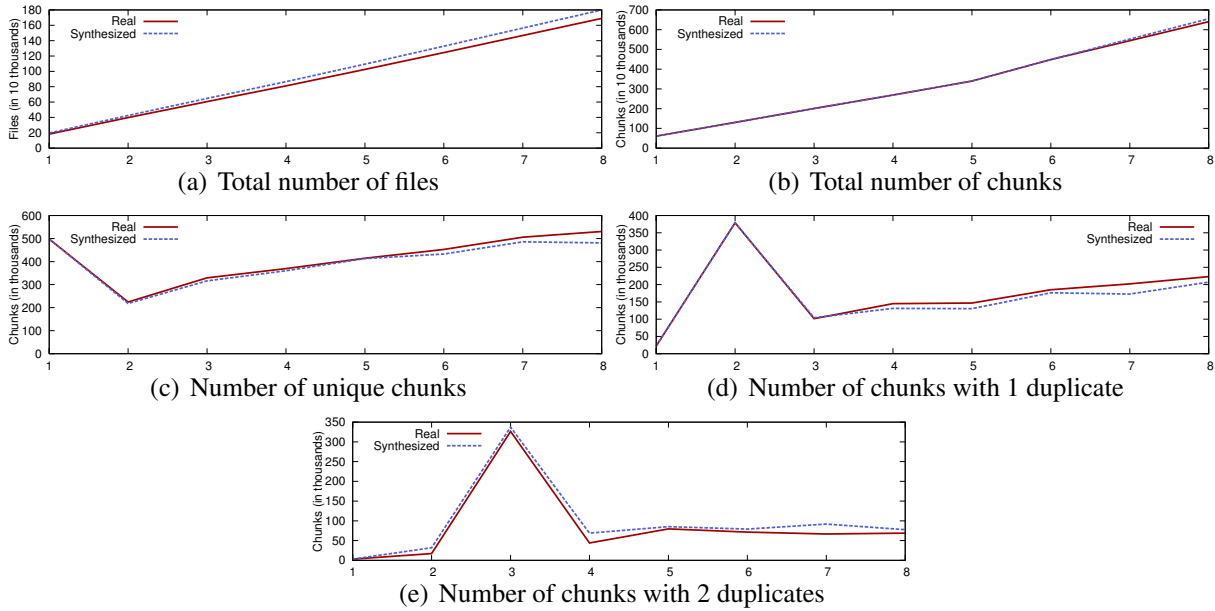 180
160
140
120
100
80
60
40
20
0
Files (in 10 thousands)
Real
Synthesized
1 2 3 4 5 6 7 8
(a) Total number of files
700
600
500
400
300
200
100
0
Chunks (in 10 thousands)
Real
Synthesized
1 2 3 4 5 6 7 8
(b) Total number of chunks
600
500
400
300
200
100
0
Chunks (in thousands)
Real
Synthesized
1 2 3 4 5 6 7 8
(c) Number of unique chunks
400
350
300
250
200
150
100
50
0
Chunks (in thousands)
Real
Synthesized
1 2 3 4 5 6 7 8
(d) Number of chunks with 1 duplicate
350
300
250
200
150
100
50
0
Chunks (in thousands)
Real
Synthesized
1 2 3 4 5 6 7 8
(e) Number of chunks with 2 duplicates